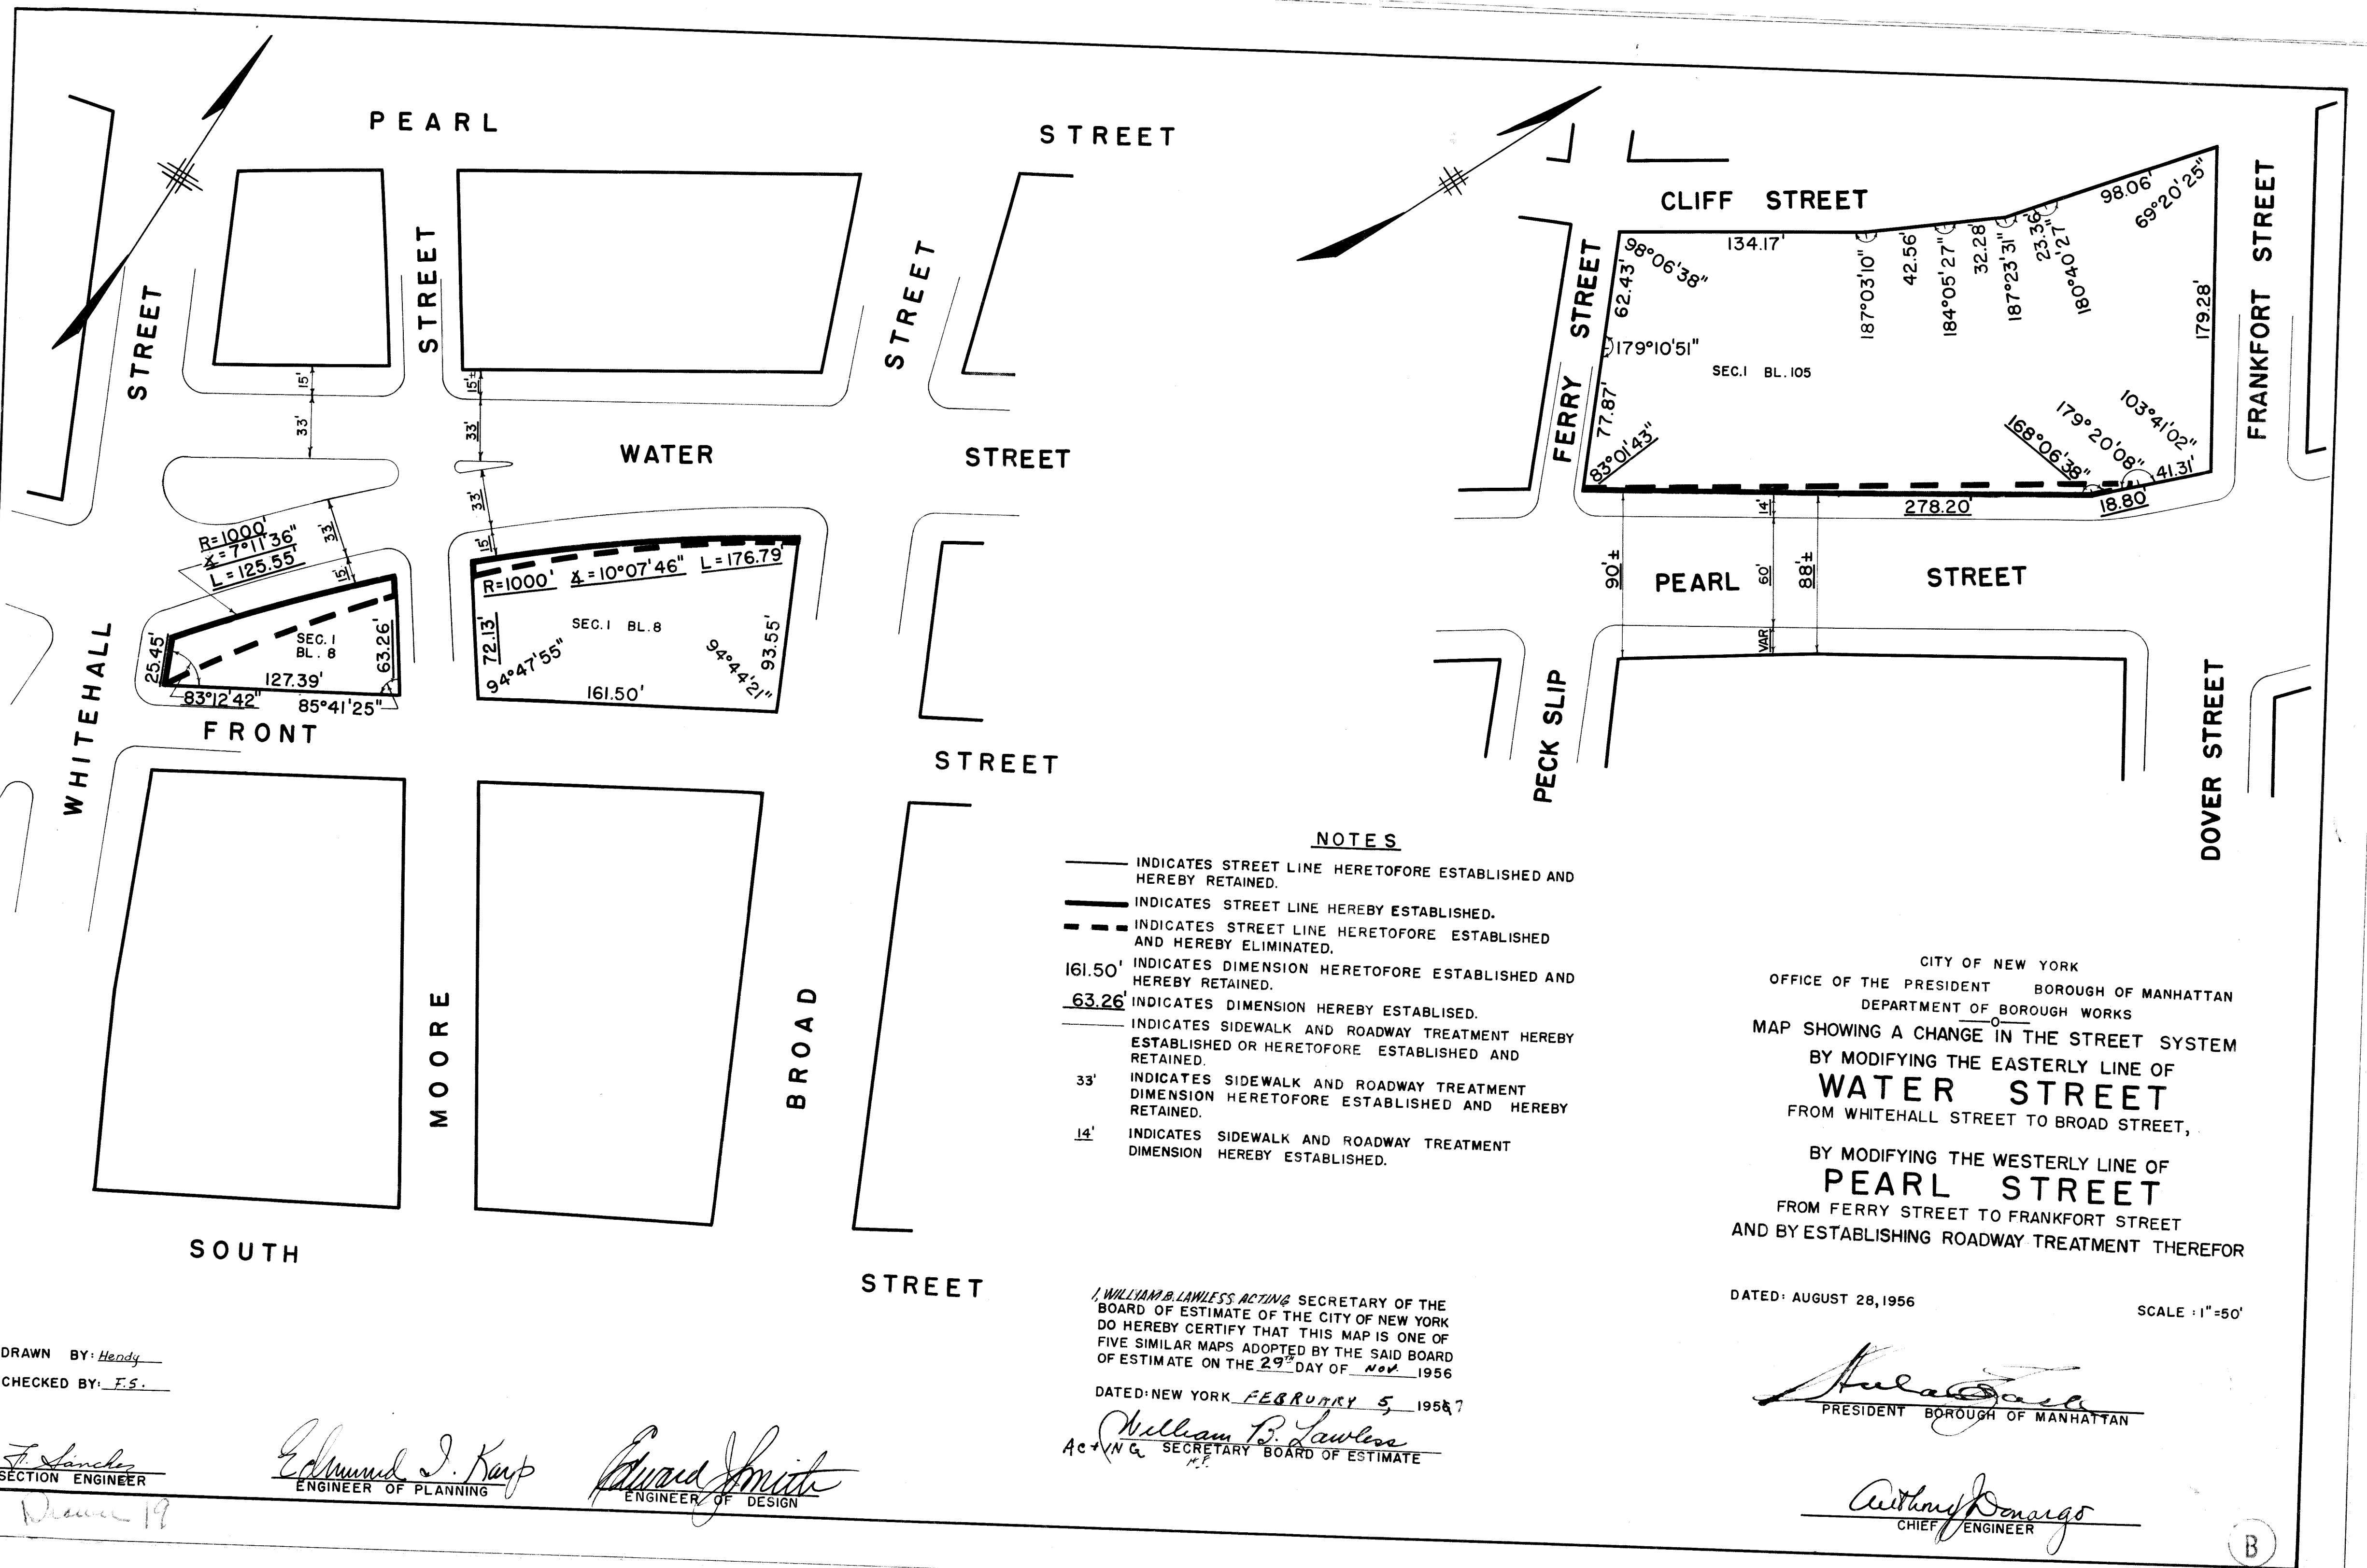 PEARL STREET
STREET
STREET
STREET
15'
33'
15'±
33'
WATER STREET
33'
33'
15'
15'
R=1000'
∡=7°11'36"
L=125.55'
25.45'
SEC. 1
BL. 8
63.26'
127.39'
83°12'42"
85°41'25"
R=1000' ∡=10°07'46" L=176.79'
SEC.1 BL.8
72.13'
94°47'55"
161.50'
94°44'21"
93.55'
WHITEHALL
FRONT STREET
MOORE
BROAD
SOUTH STREET
CLIFF STREET
FERRY STREET
98°06'38"
134.17'
62.43'
179°10'51"
77.87'
83°01'43"
187°03'10"
42.56'
184°05'27"
32.28'
187°23'31"
23.36'
180°40'27"
98.06'
69°20'25"
179.28'
SEC.1 BL.105
103°41'02"
179°20'08"
168°06'38"
41.31'
18.80'
278.20'
14'
FRANKFORT STREET
90'±
PEARL STREET
60'
88'±
VAR
PECK SLIP
DOVER STREET
NOTES
INDICATES STREET LINE HERETOFORE ESTABLISHED AND
HEREBY RETAINED.
INDICATES STREET LINE HEREBY ESTABLISHED.
INDICATES STREET LINE HERETOFORE ESTABLISHED
AND HEREBY ELIMINATED.
161.50' INDICATES DIMENSION HERETOFORE ESTABLISHED AND
HEREBY RETAINED.
63.26' INDICATES DIMENSION HEREBY ESTABLISED.
INDICATES SIDEWALK AND ROADWAY TREATMENT HEREBY
ESTABLISHED OR HERETOFORE ESTABLISHED AND
RETAINED.
33' INDICATES SIDEWALK AND ROADWAY TREATMENT
DIMENSION HERETOFORE ESTABLISHED AND HEREBY
RETAINED.
14' INDICATES SIDEWALK AND ROADWAY TREATMENT
DIMENSION HEREBY ESTABLISHED.
CITY OF NEW YORK
OFFICE OF THE PRESIDENT BOROUGH OF MANHATTAN
DEPARTMENT OF BOROUGH WORKS
MAP SHOWING A CHANGE IN THE STREET SYSTEM
BY MODIFYING THE EASTERLY LINE OF
WATER STREET
FROM WHITEHALL STREET TO BROAD STREET,
BY MODIFYING THE WESTERLY LINE OF
PEARL STREET
FROM FERRY STREET TO FRANKFORT STREET
AND BY ESTABLISHING ROADWAY TREATMENT THEREFOR
DATED: AUGUST 28, 1956
SCALE : 1"=50'
PRESIDENT BOROUGH OF MANHATTAN
Anthony J Donargo
CHIEF ENGINEER
I, WILLIAM B. LAWLESS ACTING SECRETARY OF THE
BOARD OF ESTIMATE OF THE CITY OF NEW YORK
DO HEREBY CERTIFY THAT THIS MAP IS ONE OF
FIVE SIMILAR MAPS ADOPTED BY THE SAID BOARD
OF ESTIMATE ON THE 29TH DAY OF NOV. 1956
DATED: NEW YORK FEBRUARY 5, 1957
William B. Lawless
ACTING SECRETARY BOARD OF ESTIMATE
DRAWN BY: Hendy
CHECKED BY: F.S.
F. Sanchez
SECTION ENGINEER
Edmund I. Karp
ENGINEER OF PLANNING
Edward J Smith
ENGINEER OF DESIGN
Drawer 19
B